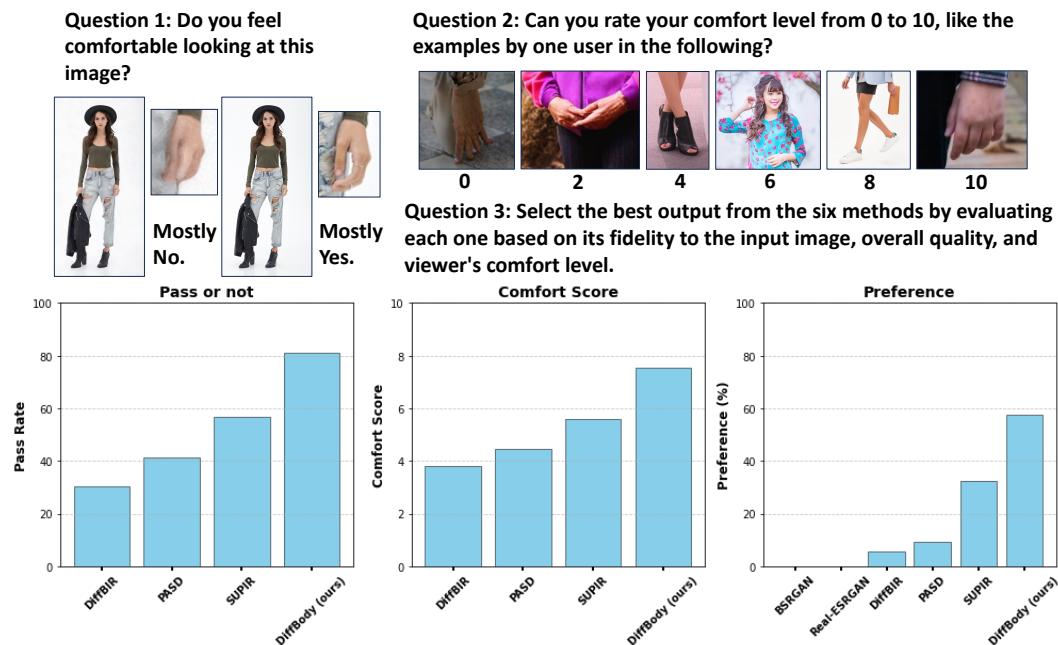 Question 1: Do you feel
comfortable looking at this
image?
Mostly
No.
Mostly
Yes.
Question 2: Can you rate your comfort level from 0 to 10, like the
examples by one user in the following?
0
2
4
6
8
10
Question 3: Select the best output from the six methods by evaluating
each one based on its fidelity to the input image, overall quality, and
viewer's comfort level.
Pass or not
Pass Rate
100
80
60
40
20
0
DiffBIR
PASD
SUPIR
DiffBody (ours)
Comfort Score
Comfort Score
10
8
6
4
2
0
DiffBIR
PASD
SUPIR
DiffBody (ours)
Preference
Preference (%)
100
80
60
40
20
0
BSRGAN
Real-ESRGAN
DiffBIR
PASD
SUPIR
DiffBody (ours)